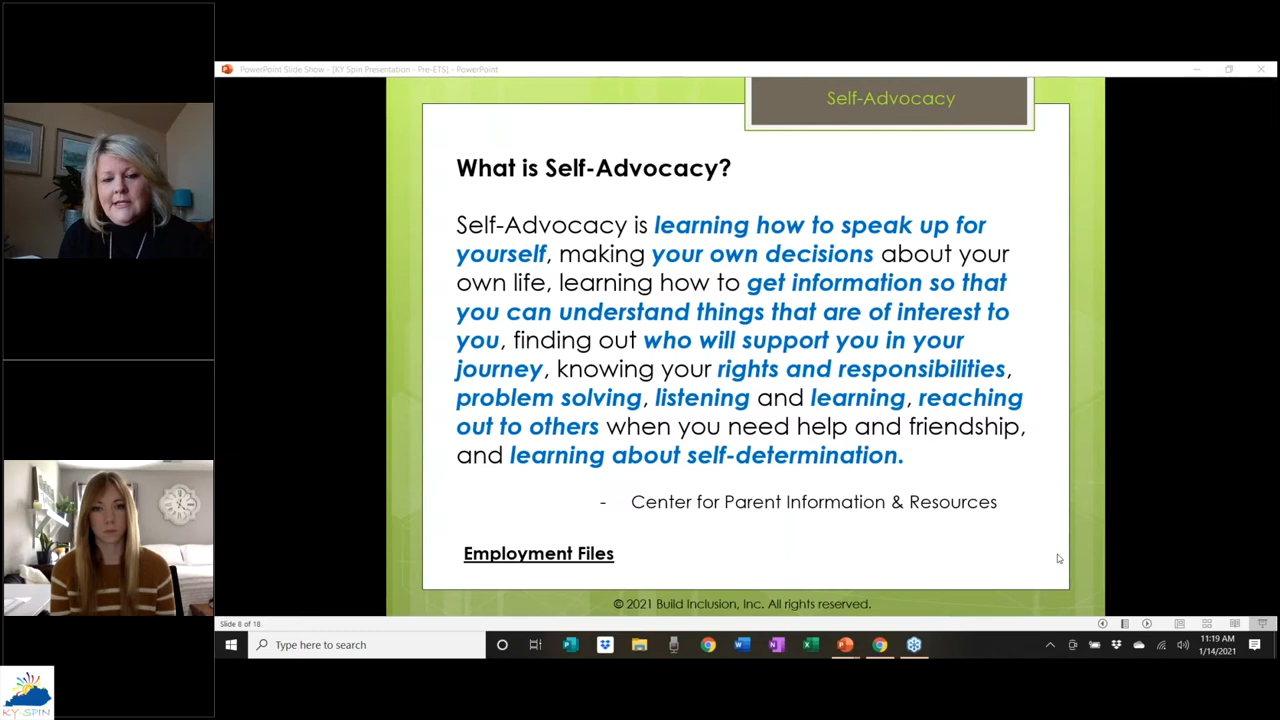 PowerPoint Slide Show - [KY Spin Presentation - Pre-ETS] - PowerPoint
Self-Advocacy
What is Self-Advocacy?
Self-Advocacy is learning how to speak up for
yourself, making your own decisions about your
own life, learning how to get information so that
you can understand things that are of interest to
you, finding out who will support you in your
journey, knowing your rights and responsibilities,
problem solving, listening and learning, reaching
out to others when you need help and friendship,
and learning about self-determination.
- Center for Parent Information & Resources
Employment Files
© 2021 Build Inclusion, Inc. All rights reserved.
Slide 8 of 18
Type here to search
11:19 AM
1/14/2021
KY-SPIN